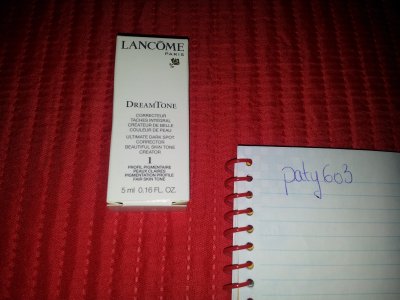 LANCÔME
PARIS
DREAMTONE
CORRECTEUR
TACHES INTEGRAL
CRÉATEUR DE BELLE
COULEUR DE PEAU
ULTIMATE DARK SPOT
CORRECTOR
BEAUTIFUL SKIN TONE
CREATOR
1
PROFIL PIGMENTAIRE
PEAUX CLAIRES
PIGMENTATION PROFILE
FAIR SKIN TONE
5 ml 0.16 FL. OZ.
paty603